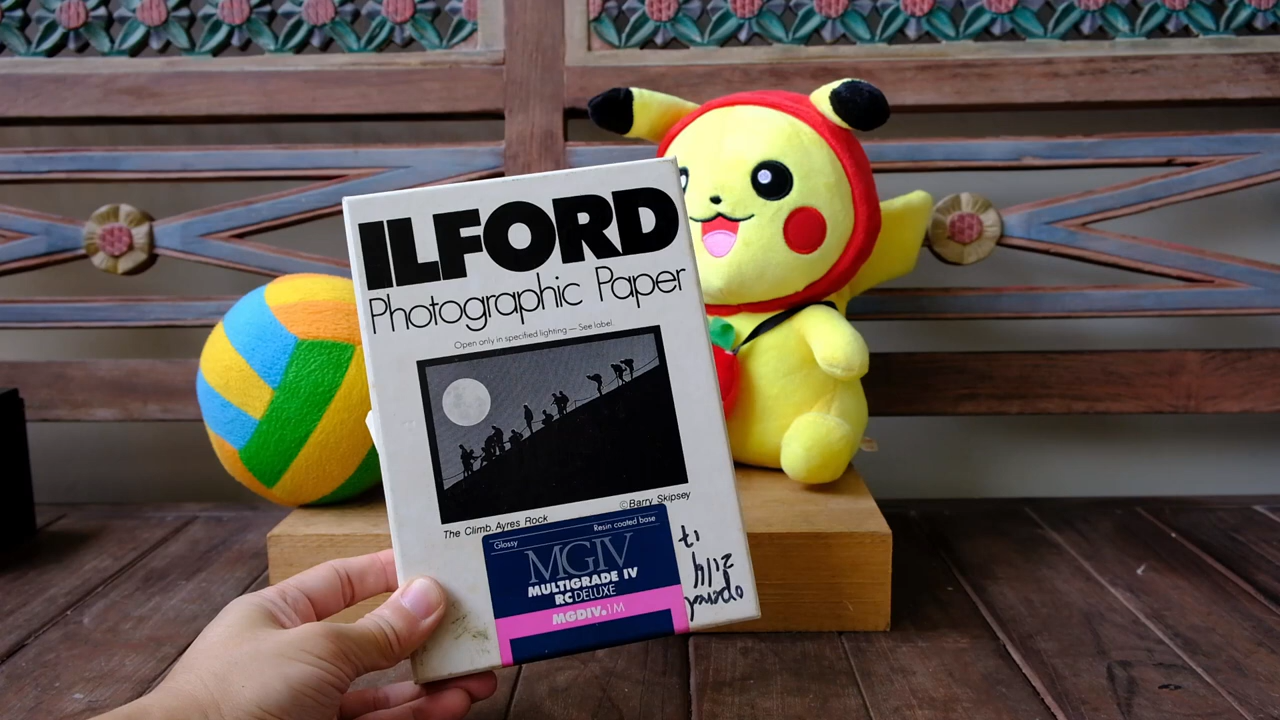 ILFORD
Photographic Paper
Open only in specified lighting — See label.
The Climb. Ayres Rock
©Barry Skipsey
Glossy
Resin coated base
MGIV
MULTIGRADE IV
RC DELUXE
MGDIV.1M